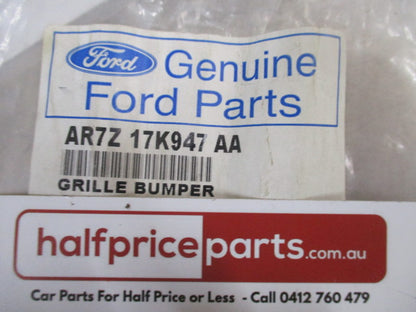 Ford Genuine
Ford Parts
AR7Z 17K947 AA
GRILLE BUMPER
halfpriceparts.com.au
Car Parts For Half Price or Less - Call 0412 760 479